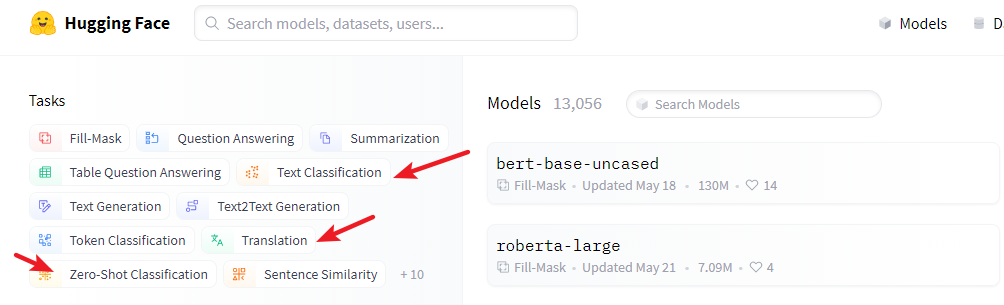 Hugging Face
Search models, datasets, users...
Models
D
Tasks
Fill-Mask
Question Answering
Summarization
Table Question Answering
Text Classification
Text Generation
Text2Text Generation
Token Classification
Translation
Zero-Shot Classification
Sentence Similarity
+ 10
Models 13,056
Search Models
bert-base-uncased
Fill-Mask • Updated May 18 • 130M • 14
roberta-large
Fill-Mask • Updated May 21 • 7.09M • 4